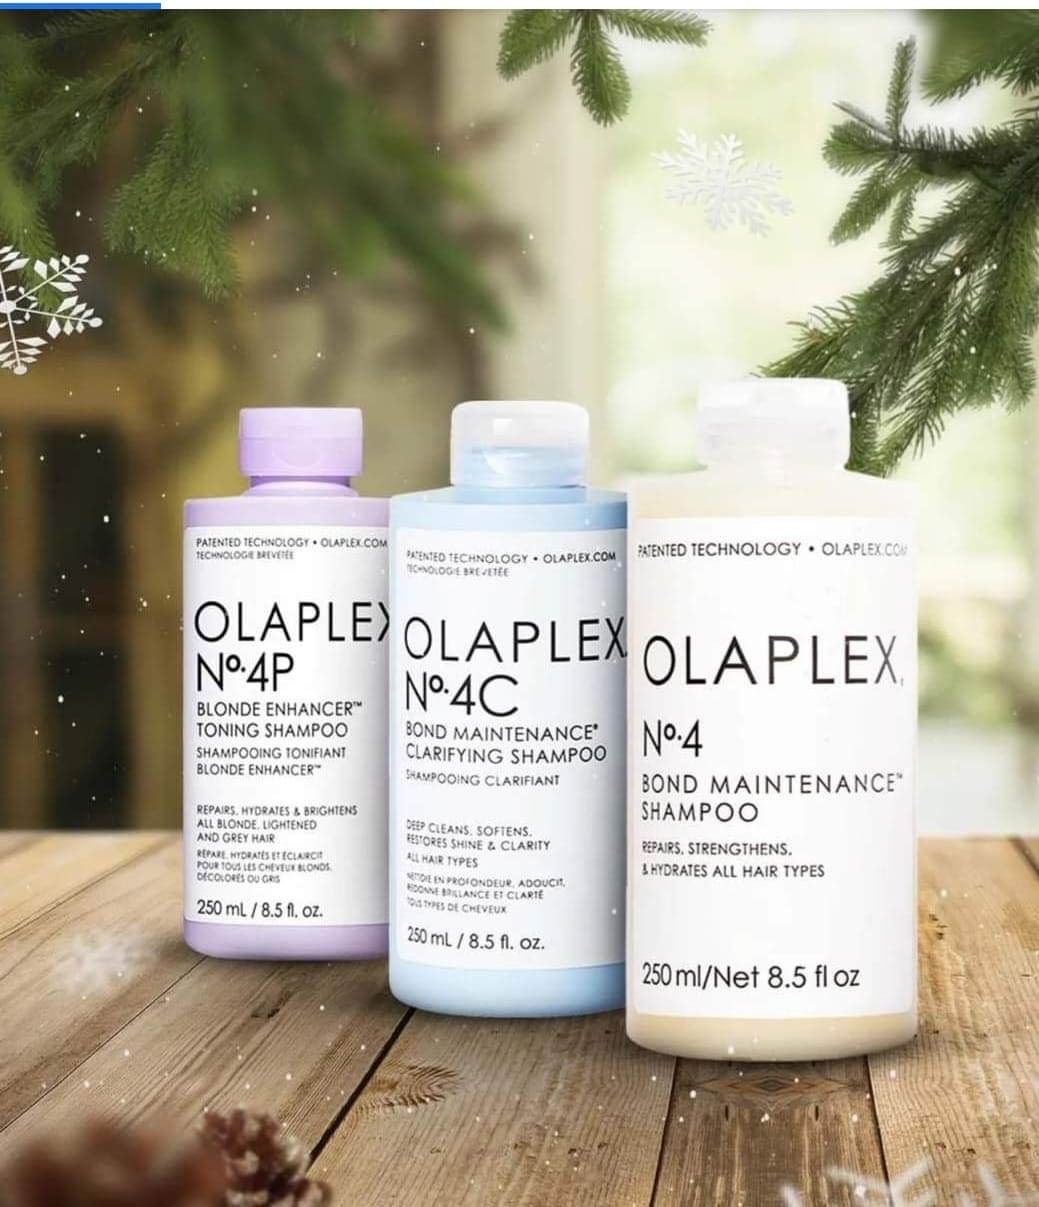 PATENTED TECHNOLOGY • OLAPLEX.COM
TECHNOLOGIE BREVETÉE
OLAPLEX
Nº.4P
BLONDE ENHANCER™
TONING SHAMPOO
SHAMPOOING TONIFIANT
BLONDE ENHANCER™
REPAIRS, HYDRATES & BRIGHTENS
ALL BLONDE, LIGHTENED
AND GREY HAIR
RÉPARE, HYDRATES ET ÉCLAIRCIT
POUR TOUS LES CHEVEUX BLONDS,
DÉCOLORÉS OU GRIS
250 mL / 8.5 fl. oz.
PATENTED TECHNOLOGY • OLAPLEX.COM
TECHNOLOGIE BREVETÉE
OLAPLEX.
Nº.4C
BOND MAINTENANCE®
CLARIFYING SHAMPOO
SHAMPOOING CLARIFIANT
DEEP CLEANS, SOFTENS,
RESTORES SHINE & CLARITY
ALL HAIR TYPES
NETTOIE EN PROFONDEUR, ADOUCIT,
REDONNE BRILLANCE ET CLARTÉ
TOUS TYPES DE CHEVEUX
250 mL / 8.5 fl. oz.
PATENTED TECHNOLOGY • OLAPLEX.COM
OLAPLEX.
Nº.4
BOND MAINTENANCE™
SHAMPOO
REPAIRS, STRENGTHENS,
& HYDRATES ALL HAIR TYPES
250 ml/Net 8.5 fl oz